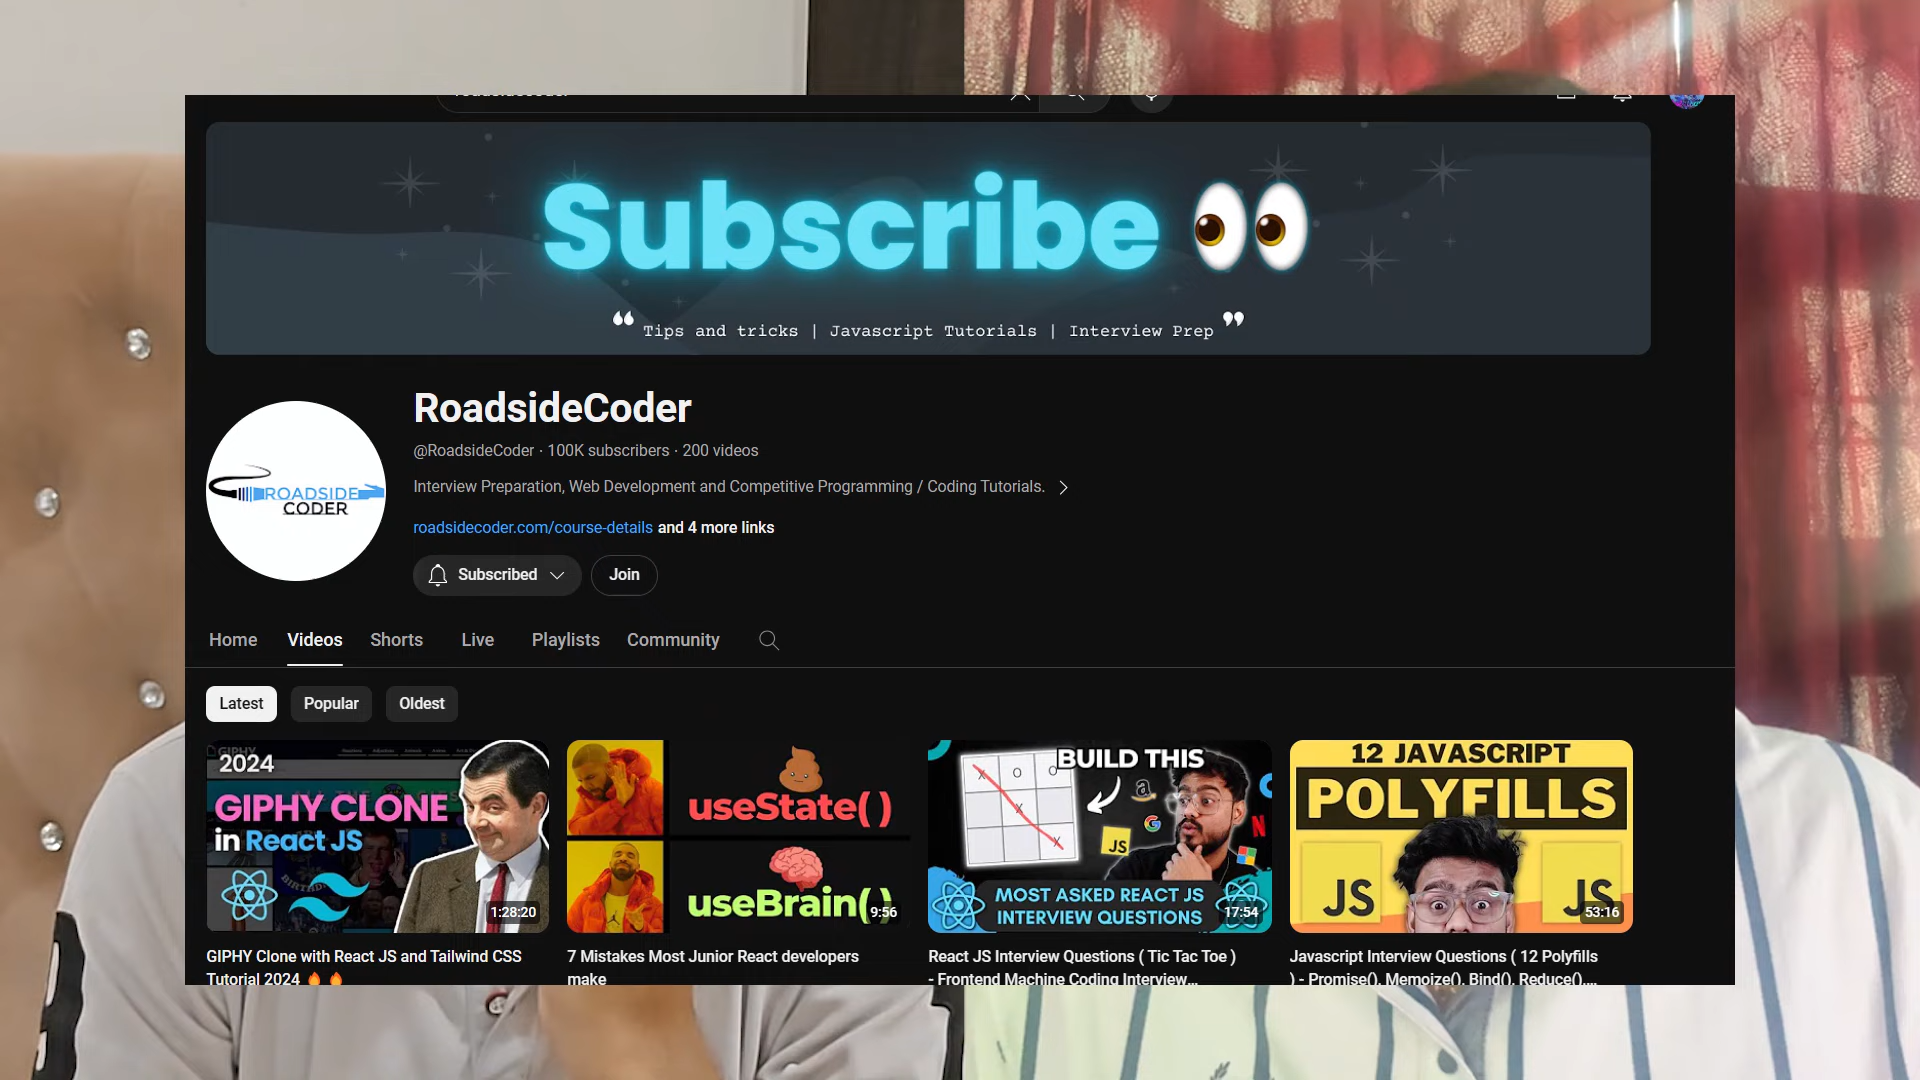 Subscribe
“ Tips and tricks | Javascript Tutorials | Interview Prep ”
ROADSIDE
CODER
RoadsideCoder
@RoadsideCoder · 100K subscribers · 200 videos
Interview Preparation, Web Development and Competitive Programming / Coding Tutorials.
roadsidecoder.com/course-details and 4 more links
Subscribed
Join
Home Videos Shorts Live Playlists Community
Latest Popular Oldest
GIPHY
2024
GIPHY CLONE
in React JS
1:28:20
GIPHY Clone with React JS and Tailwind CSS
Tutorial 2024 🔥 🔥
useState( )
useBrain( )
9:56
7 Mistakes Most Junior React developers
make
BUILD THIS
X O O
X
X
JS
MOST ASKED REACT JS
INTERVIEW QUESTIONS
17:54
React JS Interview Questions ( Tic Tac Toe )
- Frontend Machine Coding Interview...
12 JAVASCRIPT
POLYFILLS
JS JS
53:16
Javascript Interview Questions ( 12 Polyfills
) - Promise(), Memoize(), Bind(), Reduce(),...